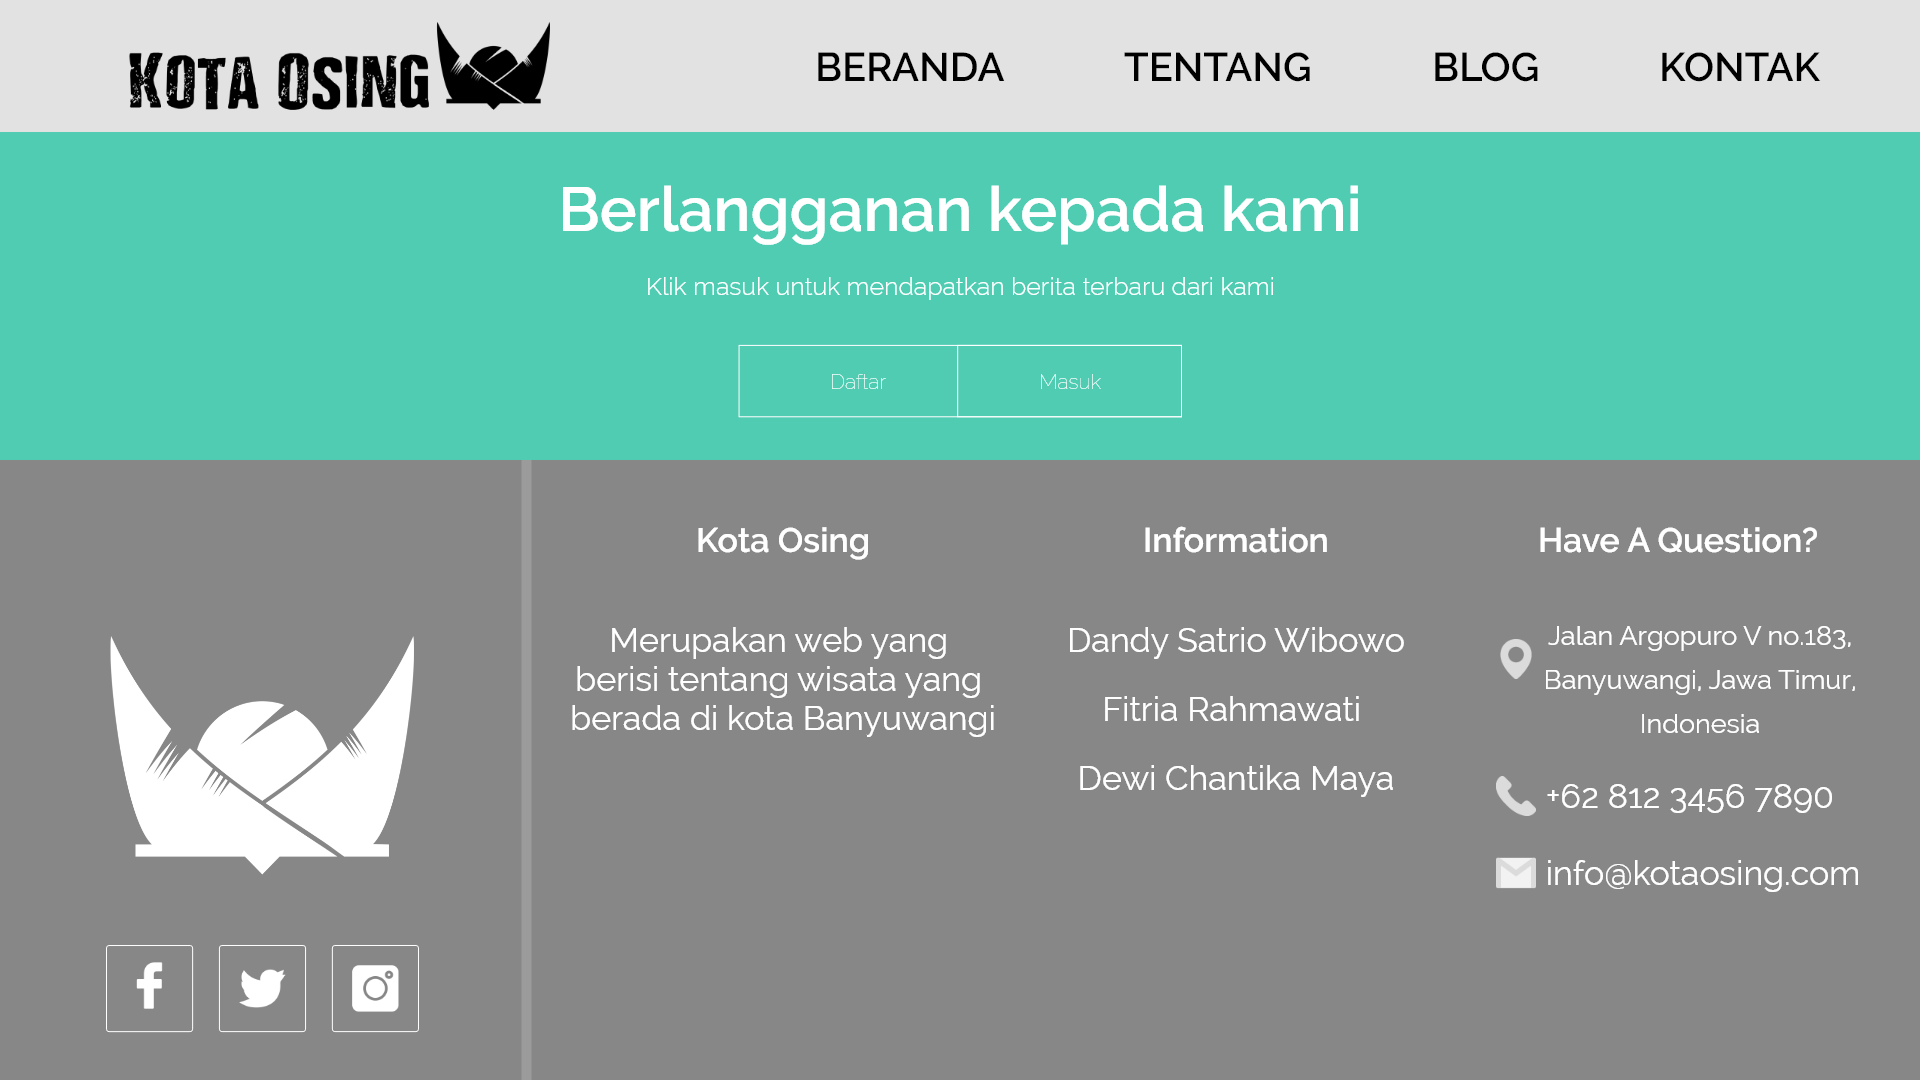 Kota Osing
BERANDA
TENTANG
BLOG
KONTAK
Berlangganan kepada kami
Klik masuk untuk mendapatkan berita terbaru dari kami
Daftar
Masuk
Kota Osing
Merupakan web yang
berisi tentang wisata yang
berada di kota Banyuwangi
Information
Dandy Satrio Wibowo
Fitria Rahmawati
Dewi Chantika Maya
Have A Question?
Jalan Argopuro V no.183,
Banyuwangi, Jawa Timur,
Indonesia
+62 812 3456 7890
info@kotaosing.com